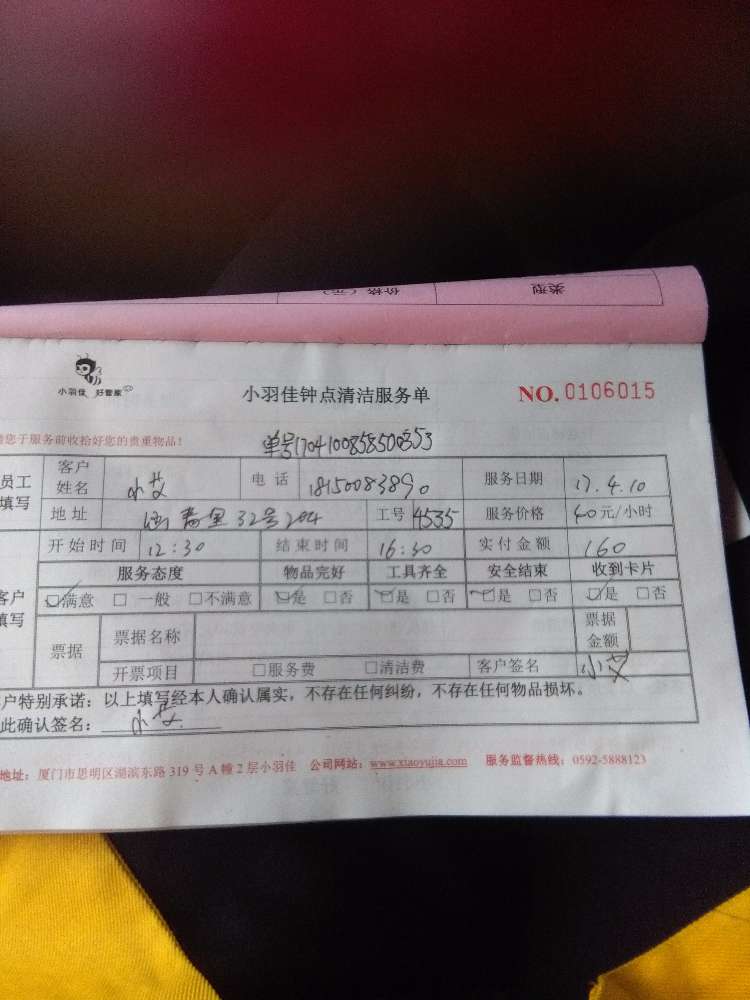 类型 价格(元)
小羽佳 好管家
小羽佳钟点清洁服务单 NO.0106015
您于服务前收拾好您的贵重物品!
单号1704100858500853
员工填写
客户姓名 小艾 电话 18150083890 服务日期 17.4.10
地址 里32号204 工号 4535 服务价格 40元/小时
开始时间 12:30 结束时间 16:30 实付金额 160
客户填写
服务态度 物品完好 工具齐全 安全结束 收到卡片
☑满意 □一般 □不满意 ☑是 □否 ☑是 □否 ☑是 □否 ☑是 □否
票据 票据名称 票据金额
开票项目 □服务费 □清洁费 客户签名 小艾
户特别承诺:以上填写经本人确认属实,不存在任何纠纷,不存在任何物品损坏。
此确认签名:小艾
地址:厦门市思明区湖滨东路319号A幢2层小羽佳 公司网站:www.xiaoyujia.com 服务监督热线:0592-5888123